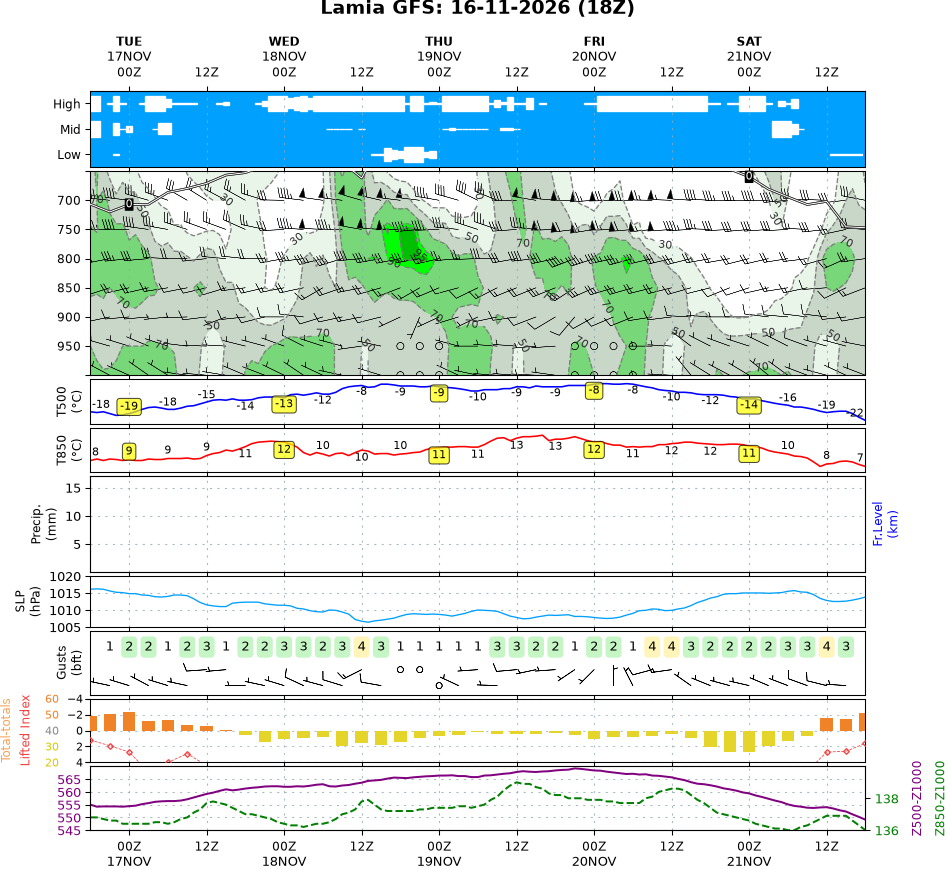 Lamia GFS: 16-11-2026 (18Z)
TUE WED THU FRI SAT
17NOV 18NOV 19NOV 20NOV 21NOV
00Z 12Z 00Z 12Z 00Z 12Z 00Z 12Z 00Z 12Z
High
Mid
Low
0 0
700
750
800
850
900
950
30 50 70 30 50 30
70 50 70 70 50 70 70 50 50 70
T500
(°C)
-18 -19 -18 -15 -14 -13 -12 -8 -9 -9 -10 -9 -8 -8 -10 -12 -14 -16 -19 -22
T850
(°C)
8 9 9 9 11 12 10 10 10 11 11 13 13 12 11 12 12 11 10 8 7
Precip.
(mm)
15
10
5
Fr.Level
(km)
SLP
(hPa)
1020
1015
1010
1005
Gusts
(bft)
1 2 2 1 2 3 1 2 2 3 3 2 3 4 3 1 1 1 1 1 3 3 2 2 1 2 2 1 4 4 3 2 2 2 2 3 3 4 3
Total-totals
Lifted Index
60 −4
50 −2
40 0
30 2
20 4
565
560
555
550
545
138
136
Z500-Z1000
Z850-Z1000
00Z 12Z 00Z 12Z 00Z 12Z 00Z 12Z 00Z 12Z
17NOV 18NOV 19NOV 20NOV 21NOV